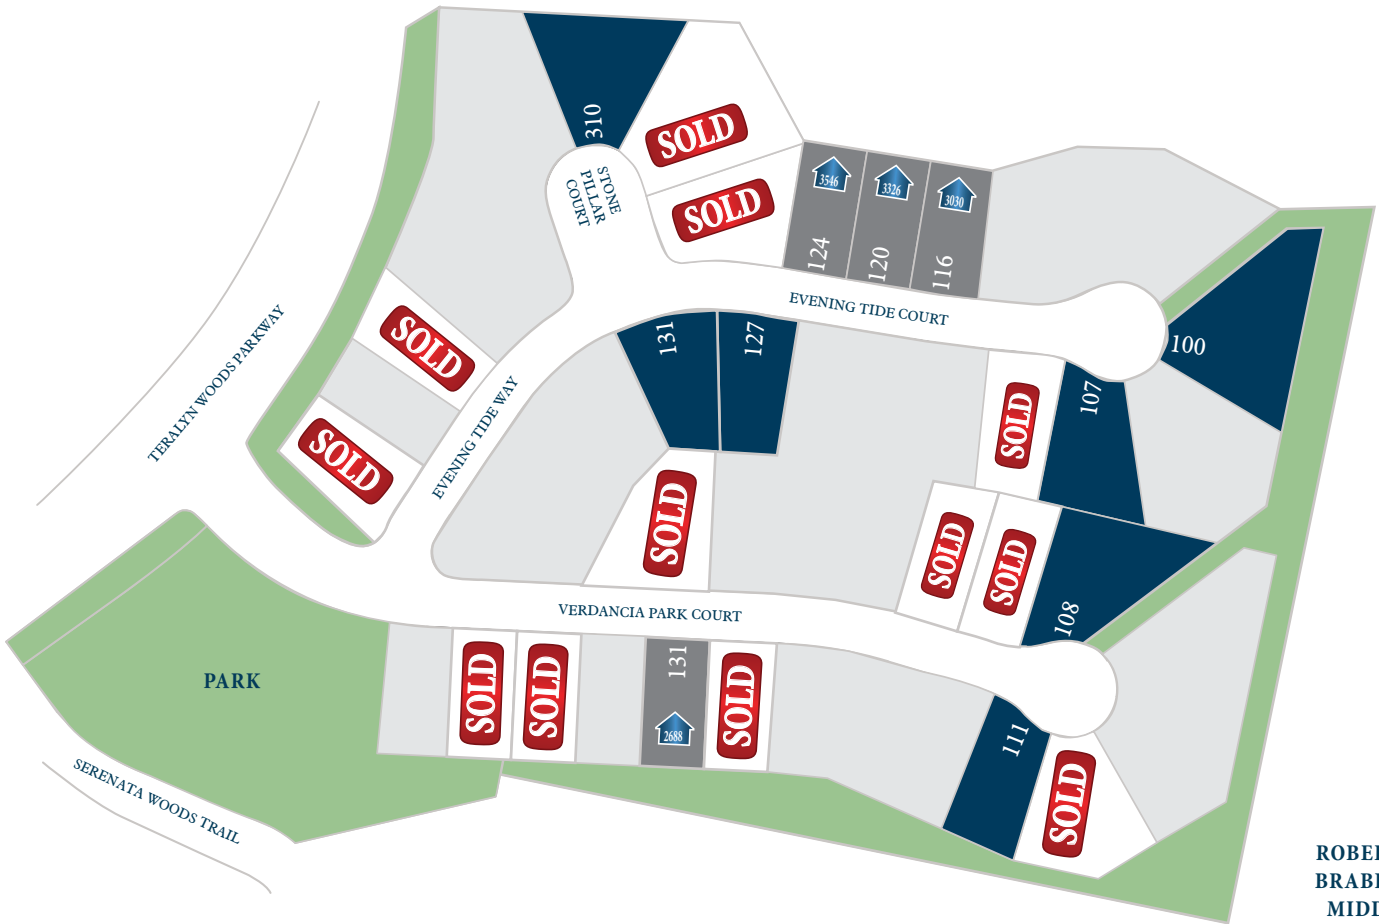 310
SOLD
STONE
PILLAR
COURT
SOLD
3546
3326
3030
124
120
116
EVENING TIDE COURT
100
TERALYN WOODS PARKWAY
SOLD
SOLD
EVENING TIDE WAY
131
127
SOLD
107
SOLD
SOLD
SOLD
108
VERDANCIA PARK COURT
PARK
SOLD
SOLD
131
2688
SOLD
111
SOLD
SERENATA WOODS TRAIL